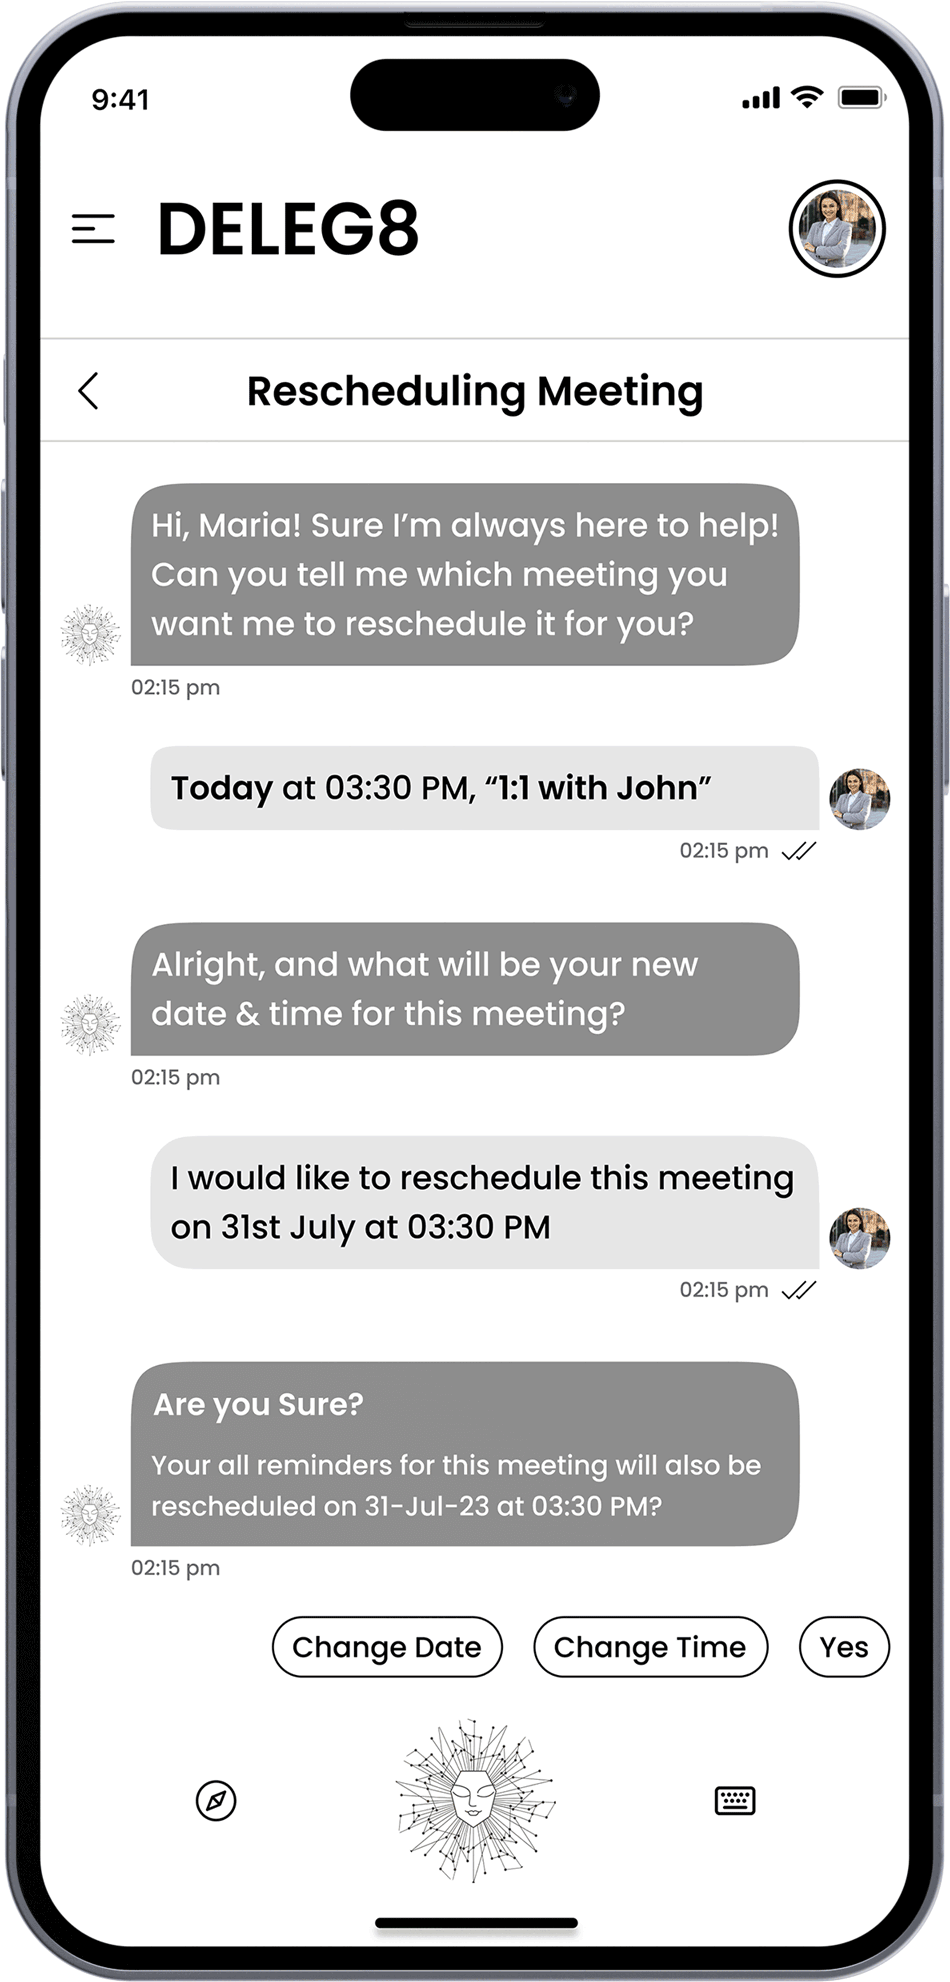 9:41
DELEG8
Rescheduling Meeting
Hi, Maria! Sure I’m always here to help!
Can you tell me which meeting you
want me to reschedule it for you?
02:15 pm
Today at 03:30 PM, “1:1 with John”
02:15 pm
Alright, and what will be your new
date & time for this meeting?
02:15 pm
I would like to reschedule this meeting
on 31st July at 03:30 PM
02:15 pm
Are you Sure?
Your all reminders for this meeting will also be
rescheduled on 31-Jul-23 at 03:30 PM?
02:15 pm
Change Date Change Time Yes